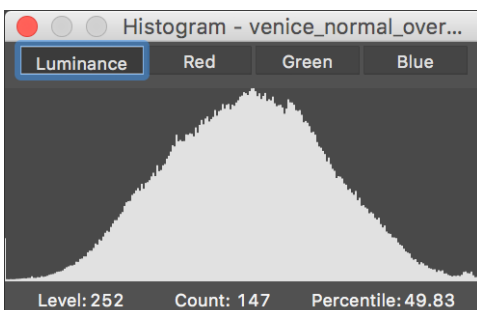 Histogram - venice_normal_over...
Luminance Red Green Blue
Level: 252 Count: 147 Percentile: 49.83